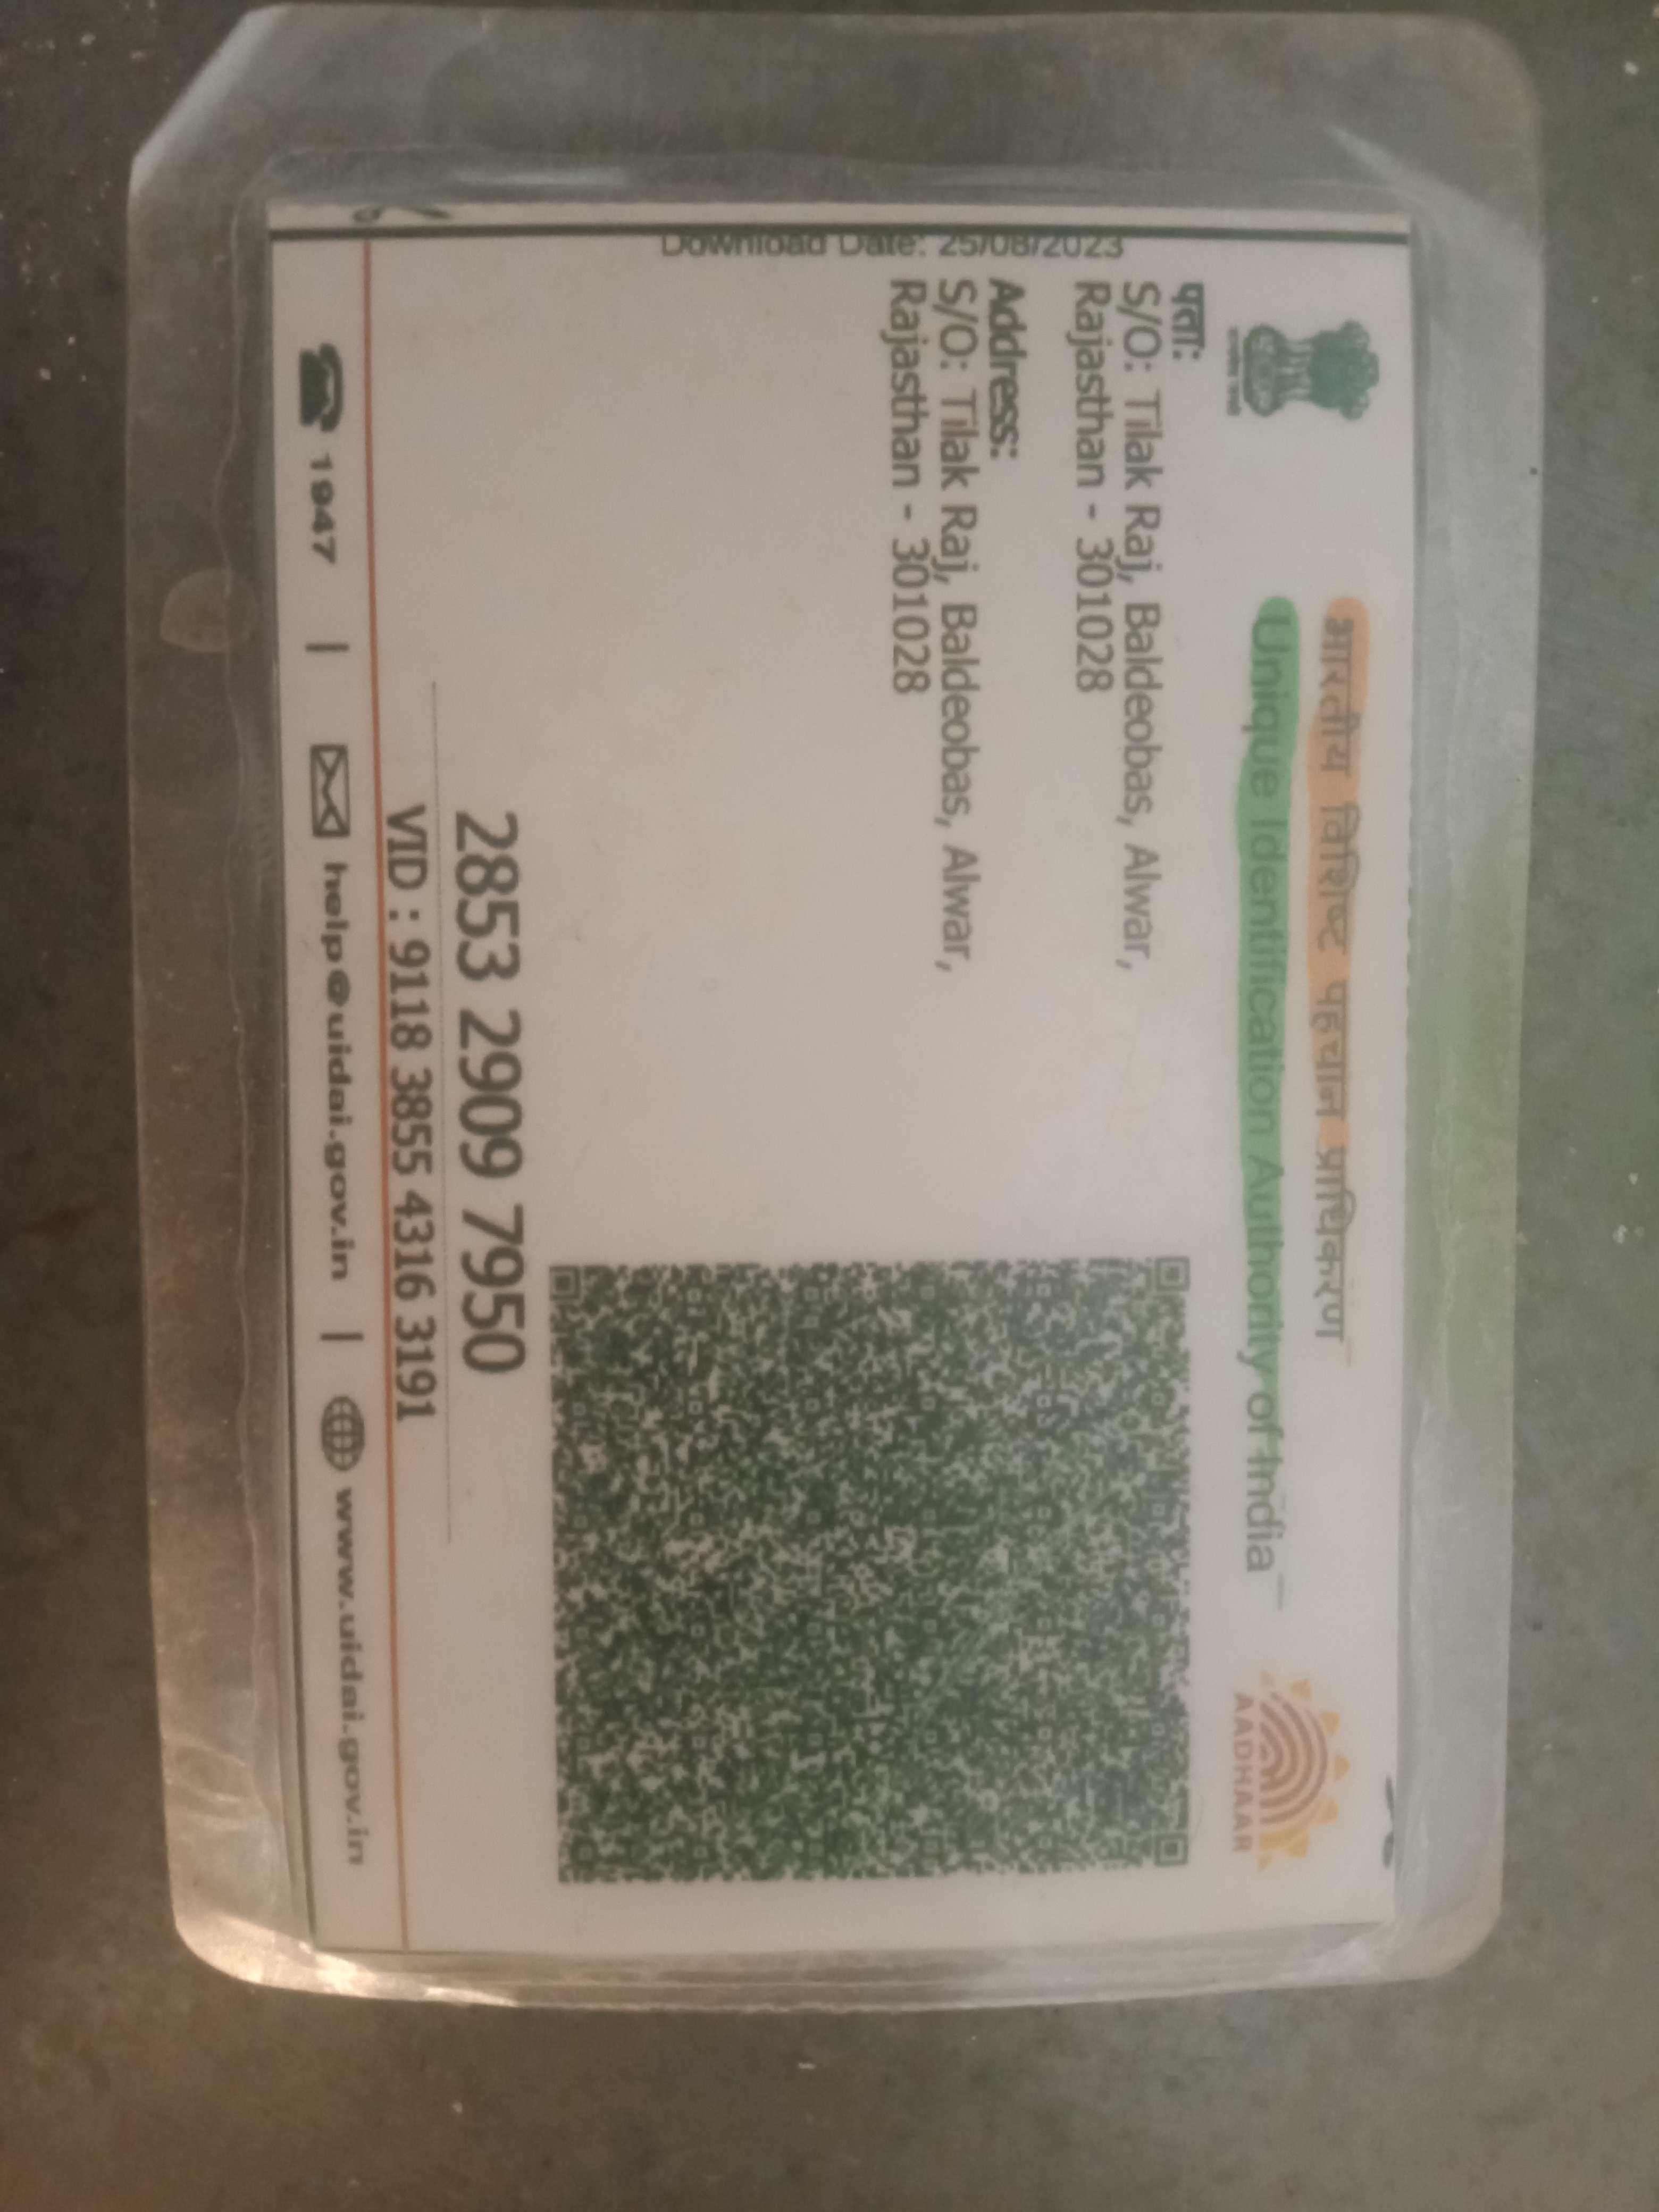 भारतीय विशिष्ट पहचान प्राधिकरण
Unique Identification Authority of India
AADHAAR
Download Date: 25/08/2023
पता:
S/O: Tilak Raj, Baldeobas, Alwar,
Rajasthan - 301028
Address:
S/O: Tilak Raj, Baldeobas, Alwar,
Rajasthan - 301028
2853 2909 7950
VID : 9118 3855 4316 3191
1947 | help@uidai.gov.in | www.uidai.gov.in